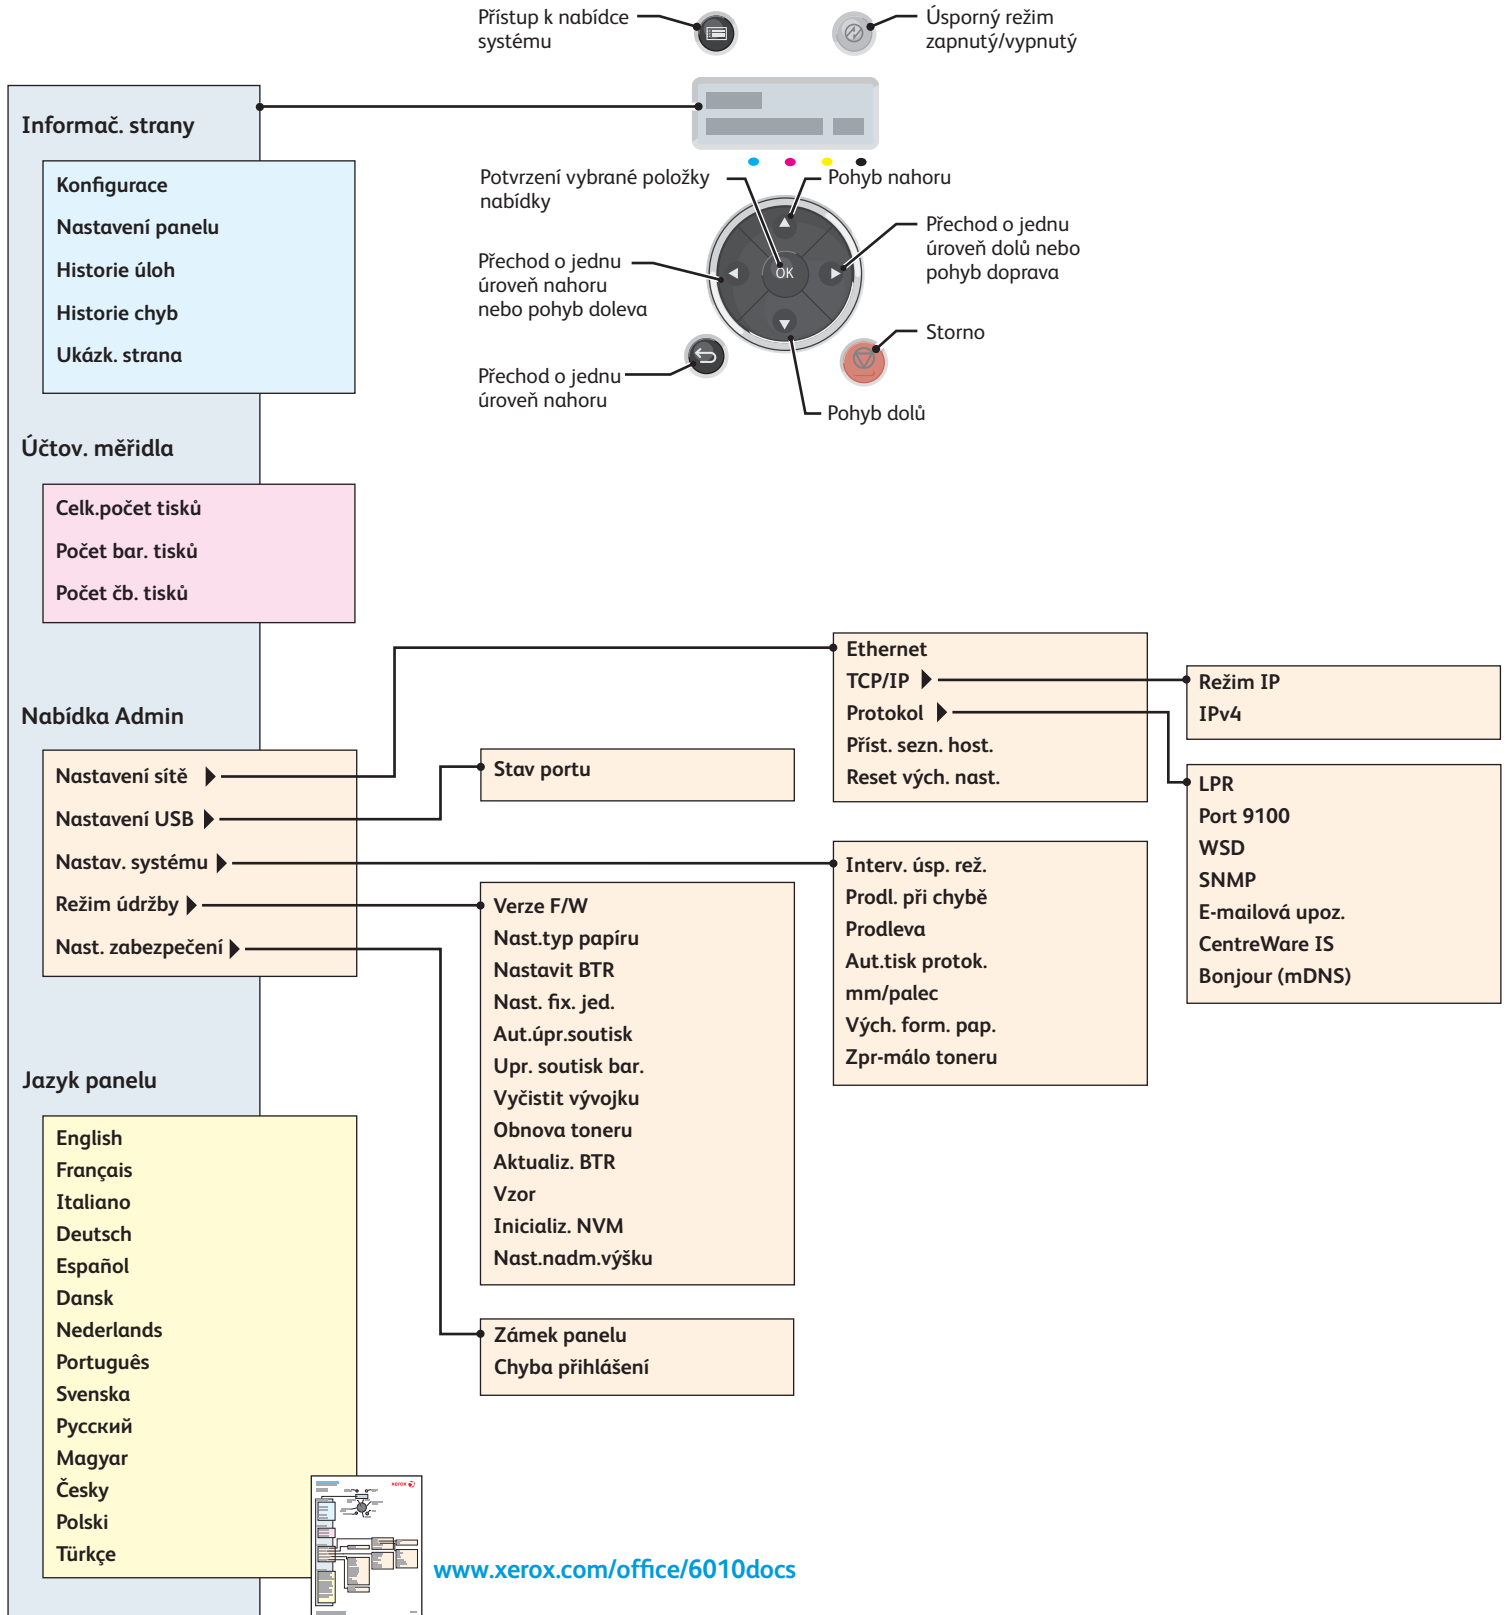 Přístup k nabídce
systému
Úsporný režim
zapnutý/vypnutý
Potvrzení vybrané položky
nabídky
Pohyb nahoru
Přechod o jednu
úroveň dolů nebo
pohyb doprava
Přechod o jednu
úroveň nahoru
nebo pohyb doleva
OK
Storno
Přechod o jednu
úroveň nahoru
Pohyb dolů
Informač. strany
Konfigurace
Nastavení panelu
Historie úloh
Historie chyb
Ukázk. strana
Účtov. měřidla
Celk.počet tisků
Počet bar. tisků
Počet čb. tisků
Nabídka Admin
Nastavení sítě
Nastavení USB
Nastav. systému
Režim údržby
Nast. zabezpečení
Stav portu
Ethernet
TCP/IP
Protokol
Příst. sezn. host.
Reset vých. nast.
Režim IP
IPv4
LPR
Port 9100
WSD
SNMP
E-mailová upoz.
CentreWare IS
Bonjour (mDNS)
Interv. úsp. rež.
Prodl. při chybě
Prodleva
Aut.tisk protok.
mm/palec
Vých. form. pap.
Zpr-málo toneru
Verze F/W
Nast.typ papíru
Nastavit BTR
Nast. fix. jed.
Aut.úpr.soutisk
Upr. soutisk bar.
Vyčistit vývojku
Obnova toneru
Aktualiz. BTR
Vzor
Inicializ. NVM
Nast.nadm.výšku
Zámek panelu
Chyba přihlášení
Jazyk panelu
English
Français
Italiano
Deutsch
Español
Dansk
Nederlands
Português
Svenska
Русский
Magyar
Česky
Polski
Türkçe
xerox
www.xerox.com/office/6010docs